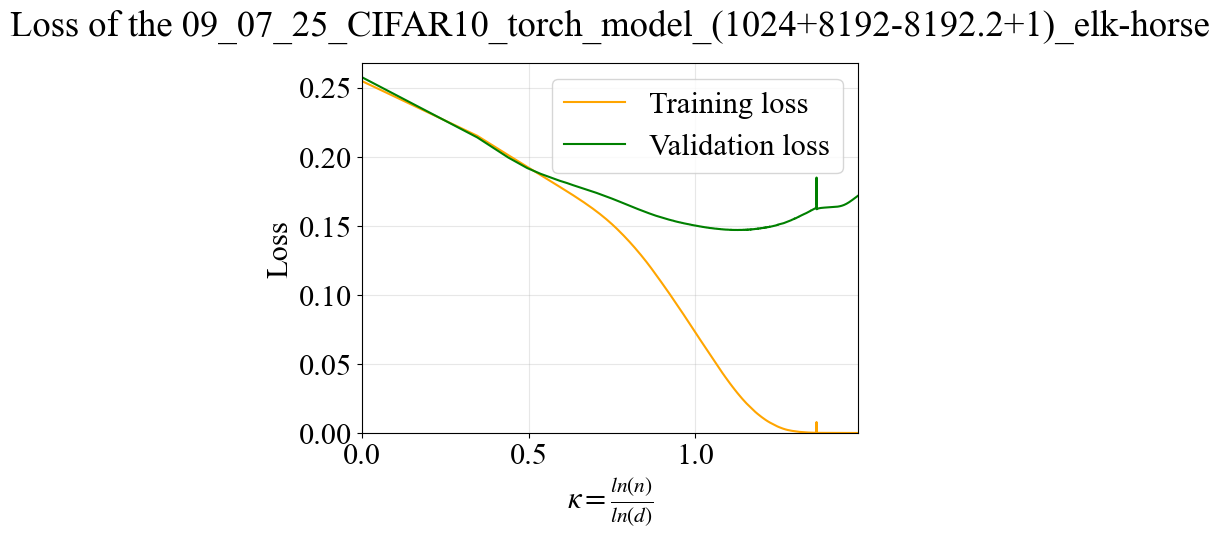 Loss of the 09_07_25_CIFAR10_torch_model_(1024+8192-8192.2+1)_elk-horse
Training loss
Validation loss
0.25
0.20
0.15
0.10
0.05
0.00
Loss
0.0 0.5 1.0
κ = ln(n)/ln(d)